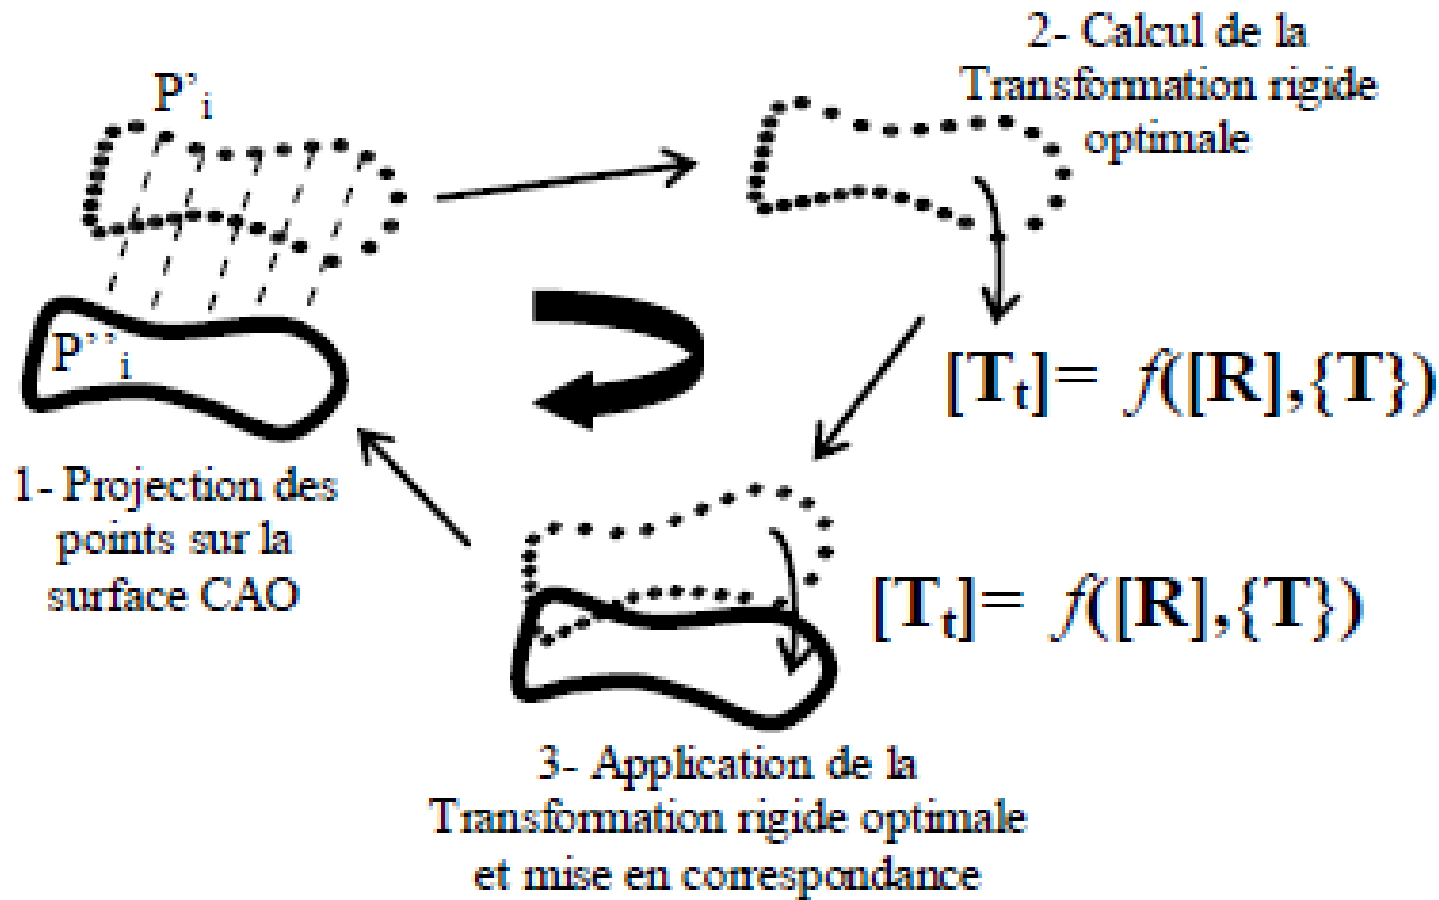 P'i
P''i
1- Projection des
points sur la
surface CAO
2- Calcul de la
Transformation rigide
optimale
[Tt]= f([R],{T})
[Tt]= f([R],{T})
3- Application de la
Transformation rigide optimale
et mise en correspondance